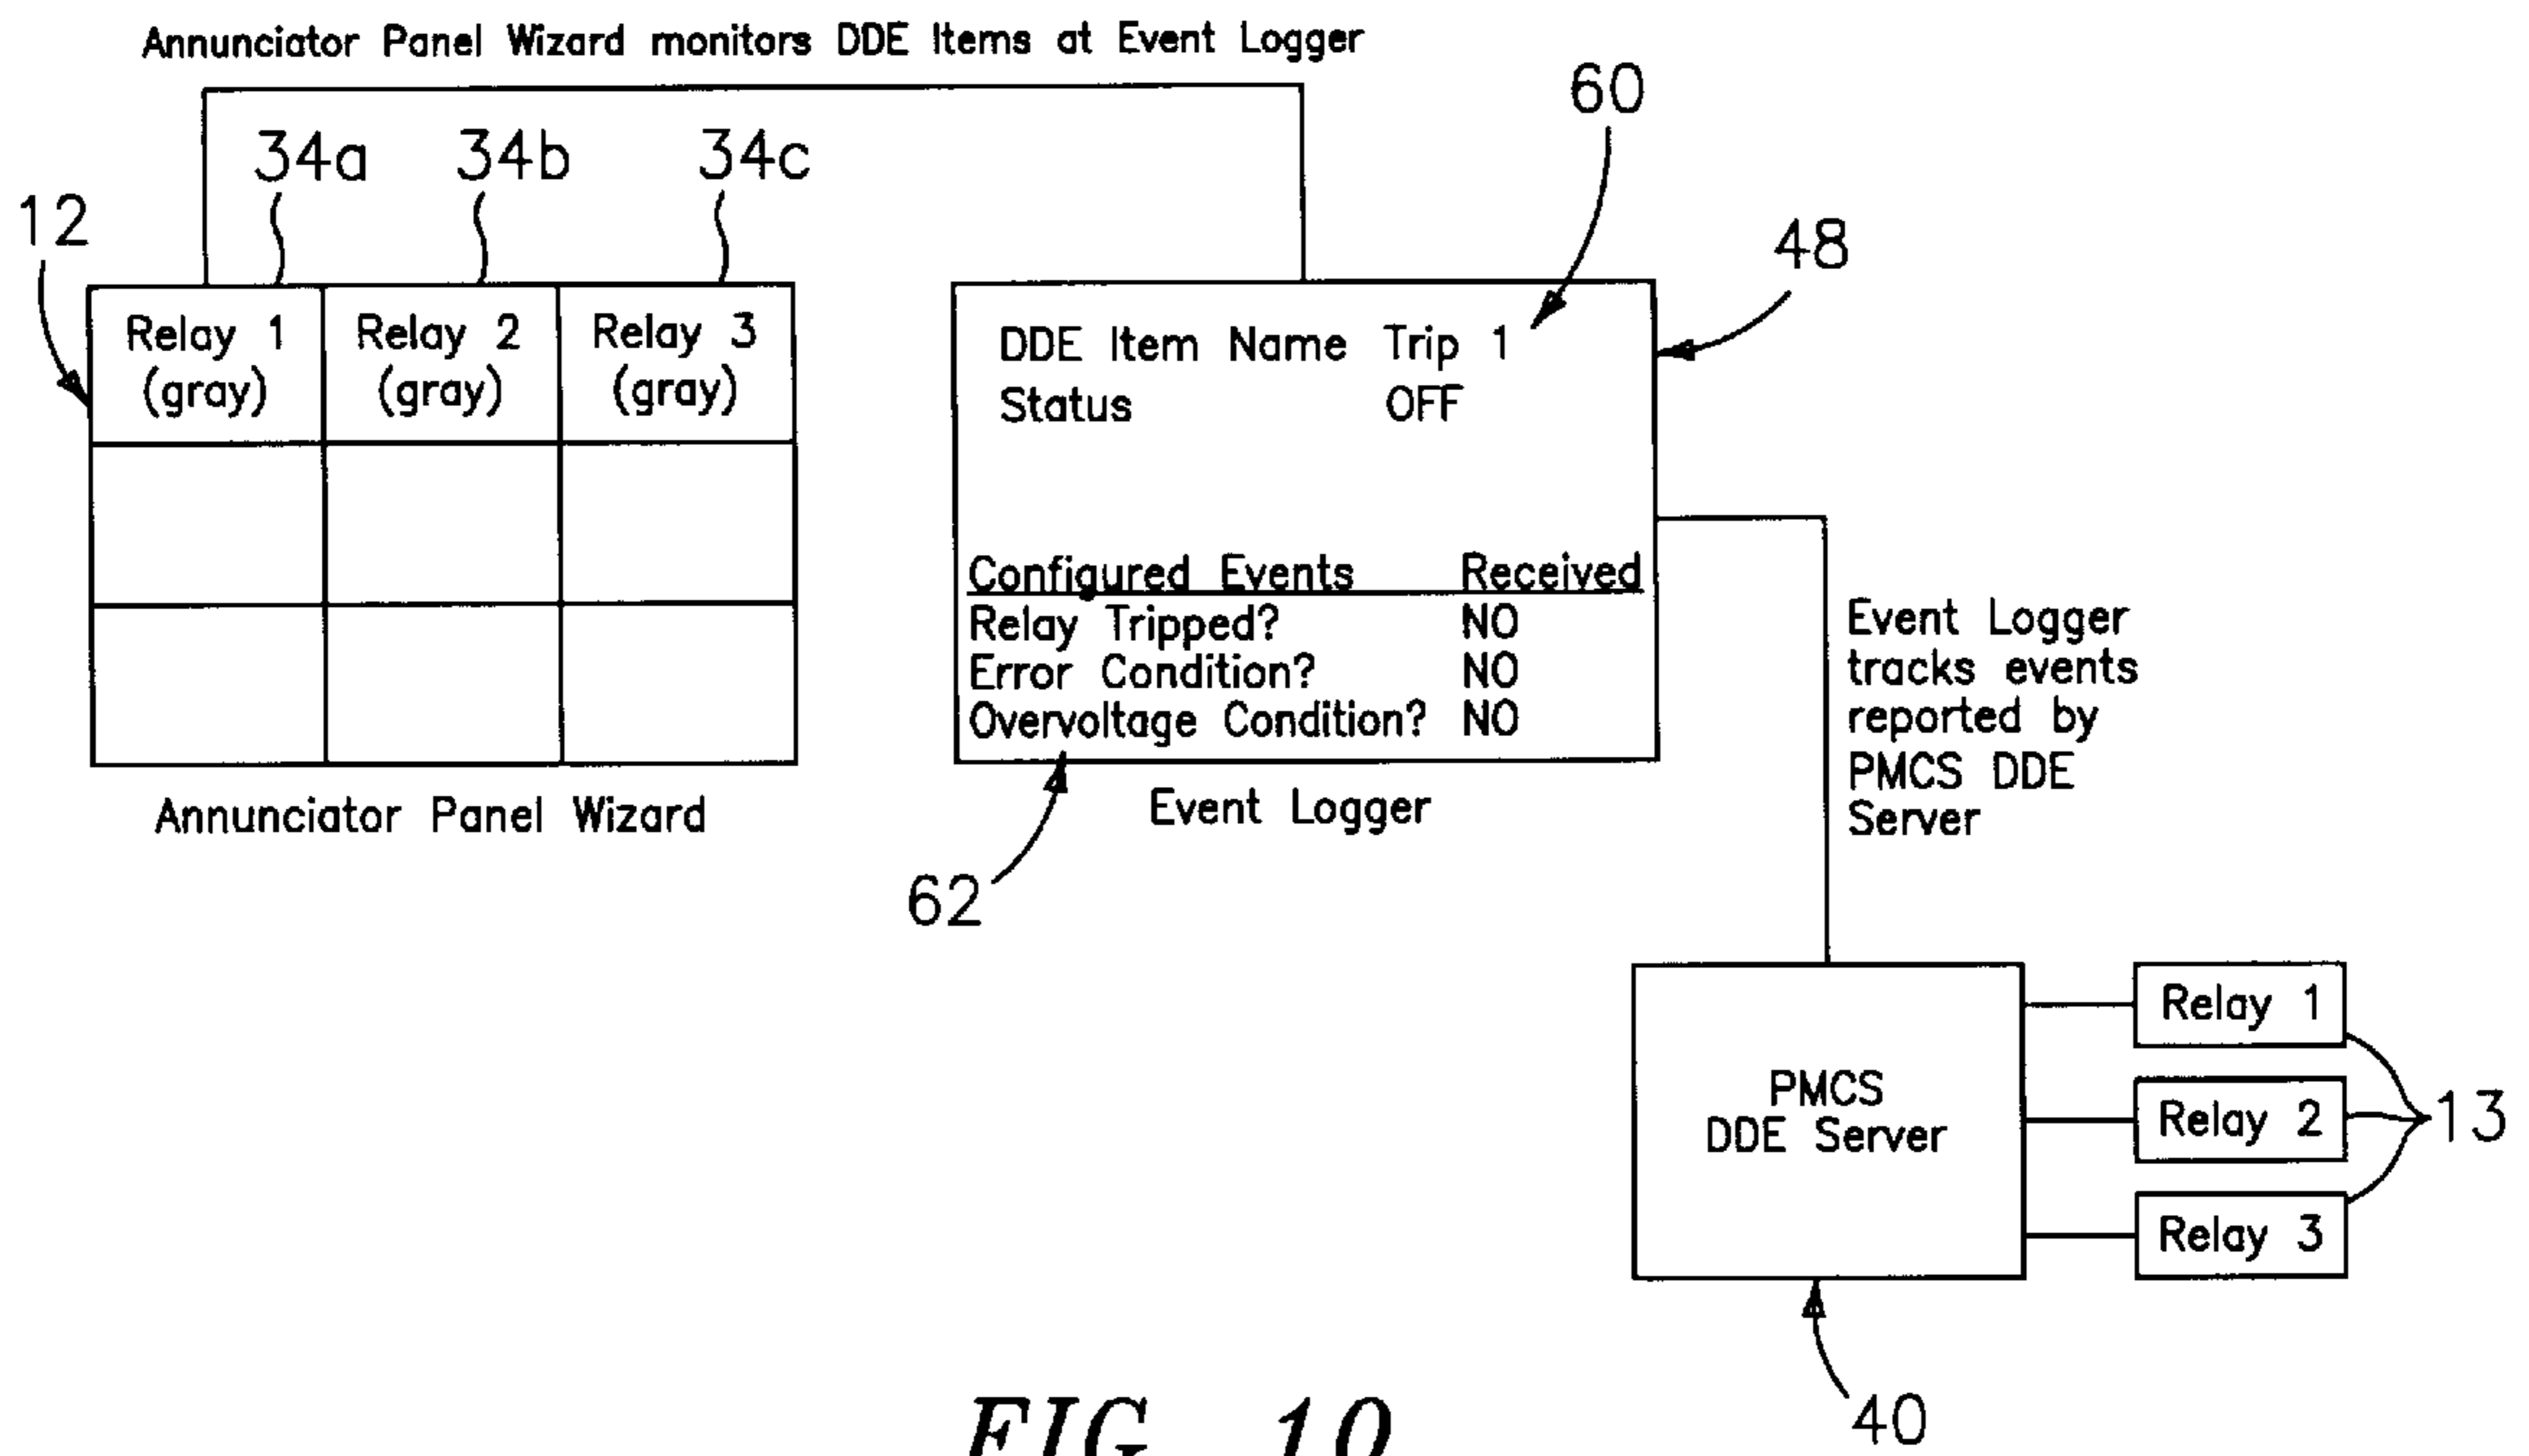 Annunciator Panel Wizard monitors DDE Items at Event Logger
60
34a 34b 34c
12
48
Relay 1 (gray)
Relay 2 (gray)
Relay 3 (gray)
Annunciator Panel Wizard
DDE Item Name Trip 1
Status OFF
Configured Events Received
Relay Tripped? NO
Error Condition? NO
Overvoltage Condition? NO
Event Logger
62
Event Logger
tracks events
reported by
PMCS DDE
Server
PMCS
DDE Server
Relay 1
Relay 2
Relay 3
13
40
FIG. 10